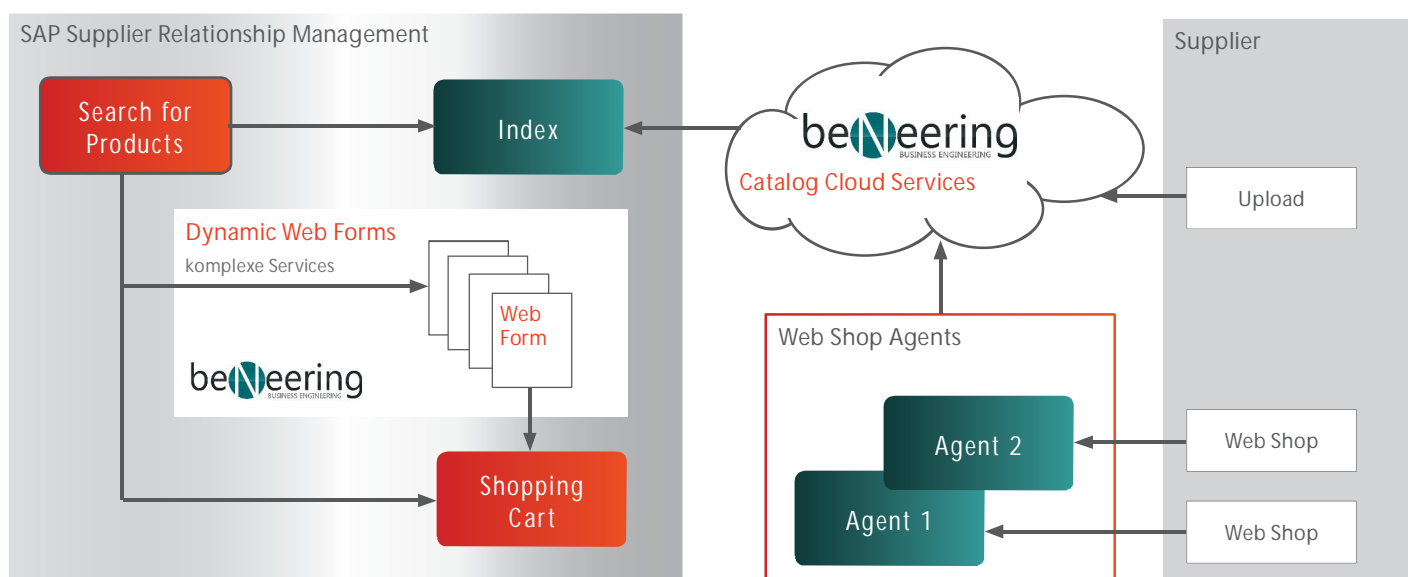 SAP Supplier Relationship Management
Search for
Products
Index
Dynamic Web Forms
komplexe Services
Web
Form
beNeering
BUSINESS ENGINEERING
Shopping
Cart
beNeering
BUSINESS ENGINEERING
Catalog Cloud Services
Web Shop Agents
Agent 2
Agent 1
Supplier
Upload
Web Shop
Web Shop